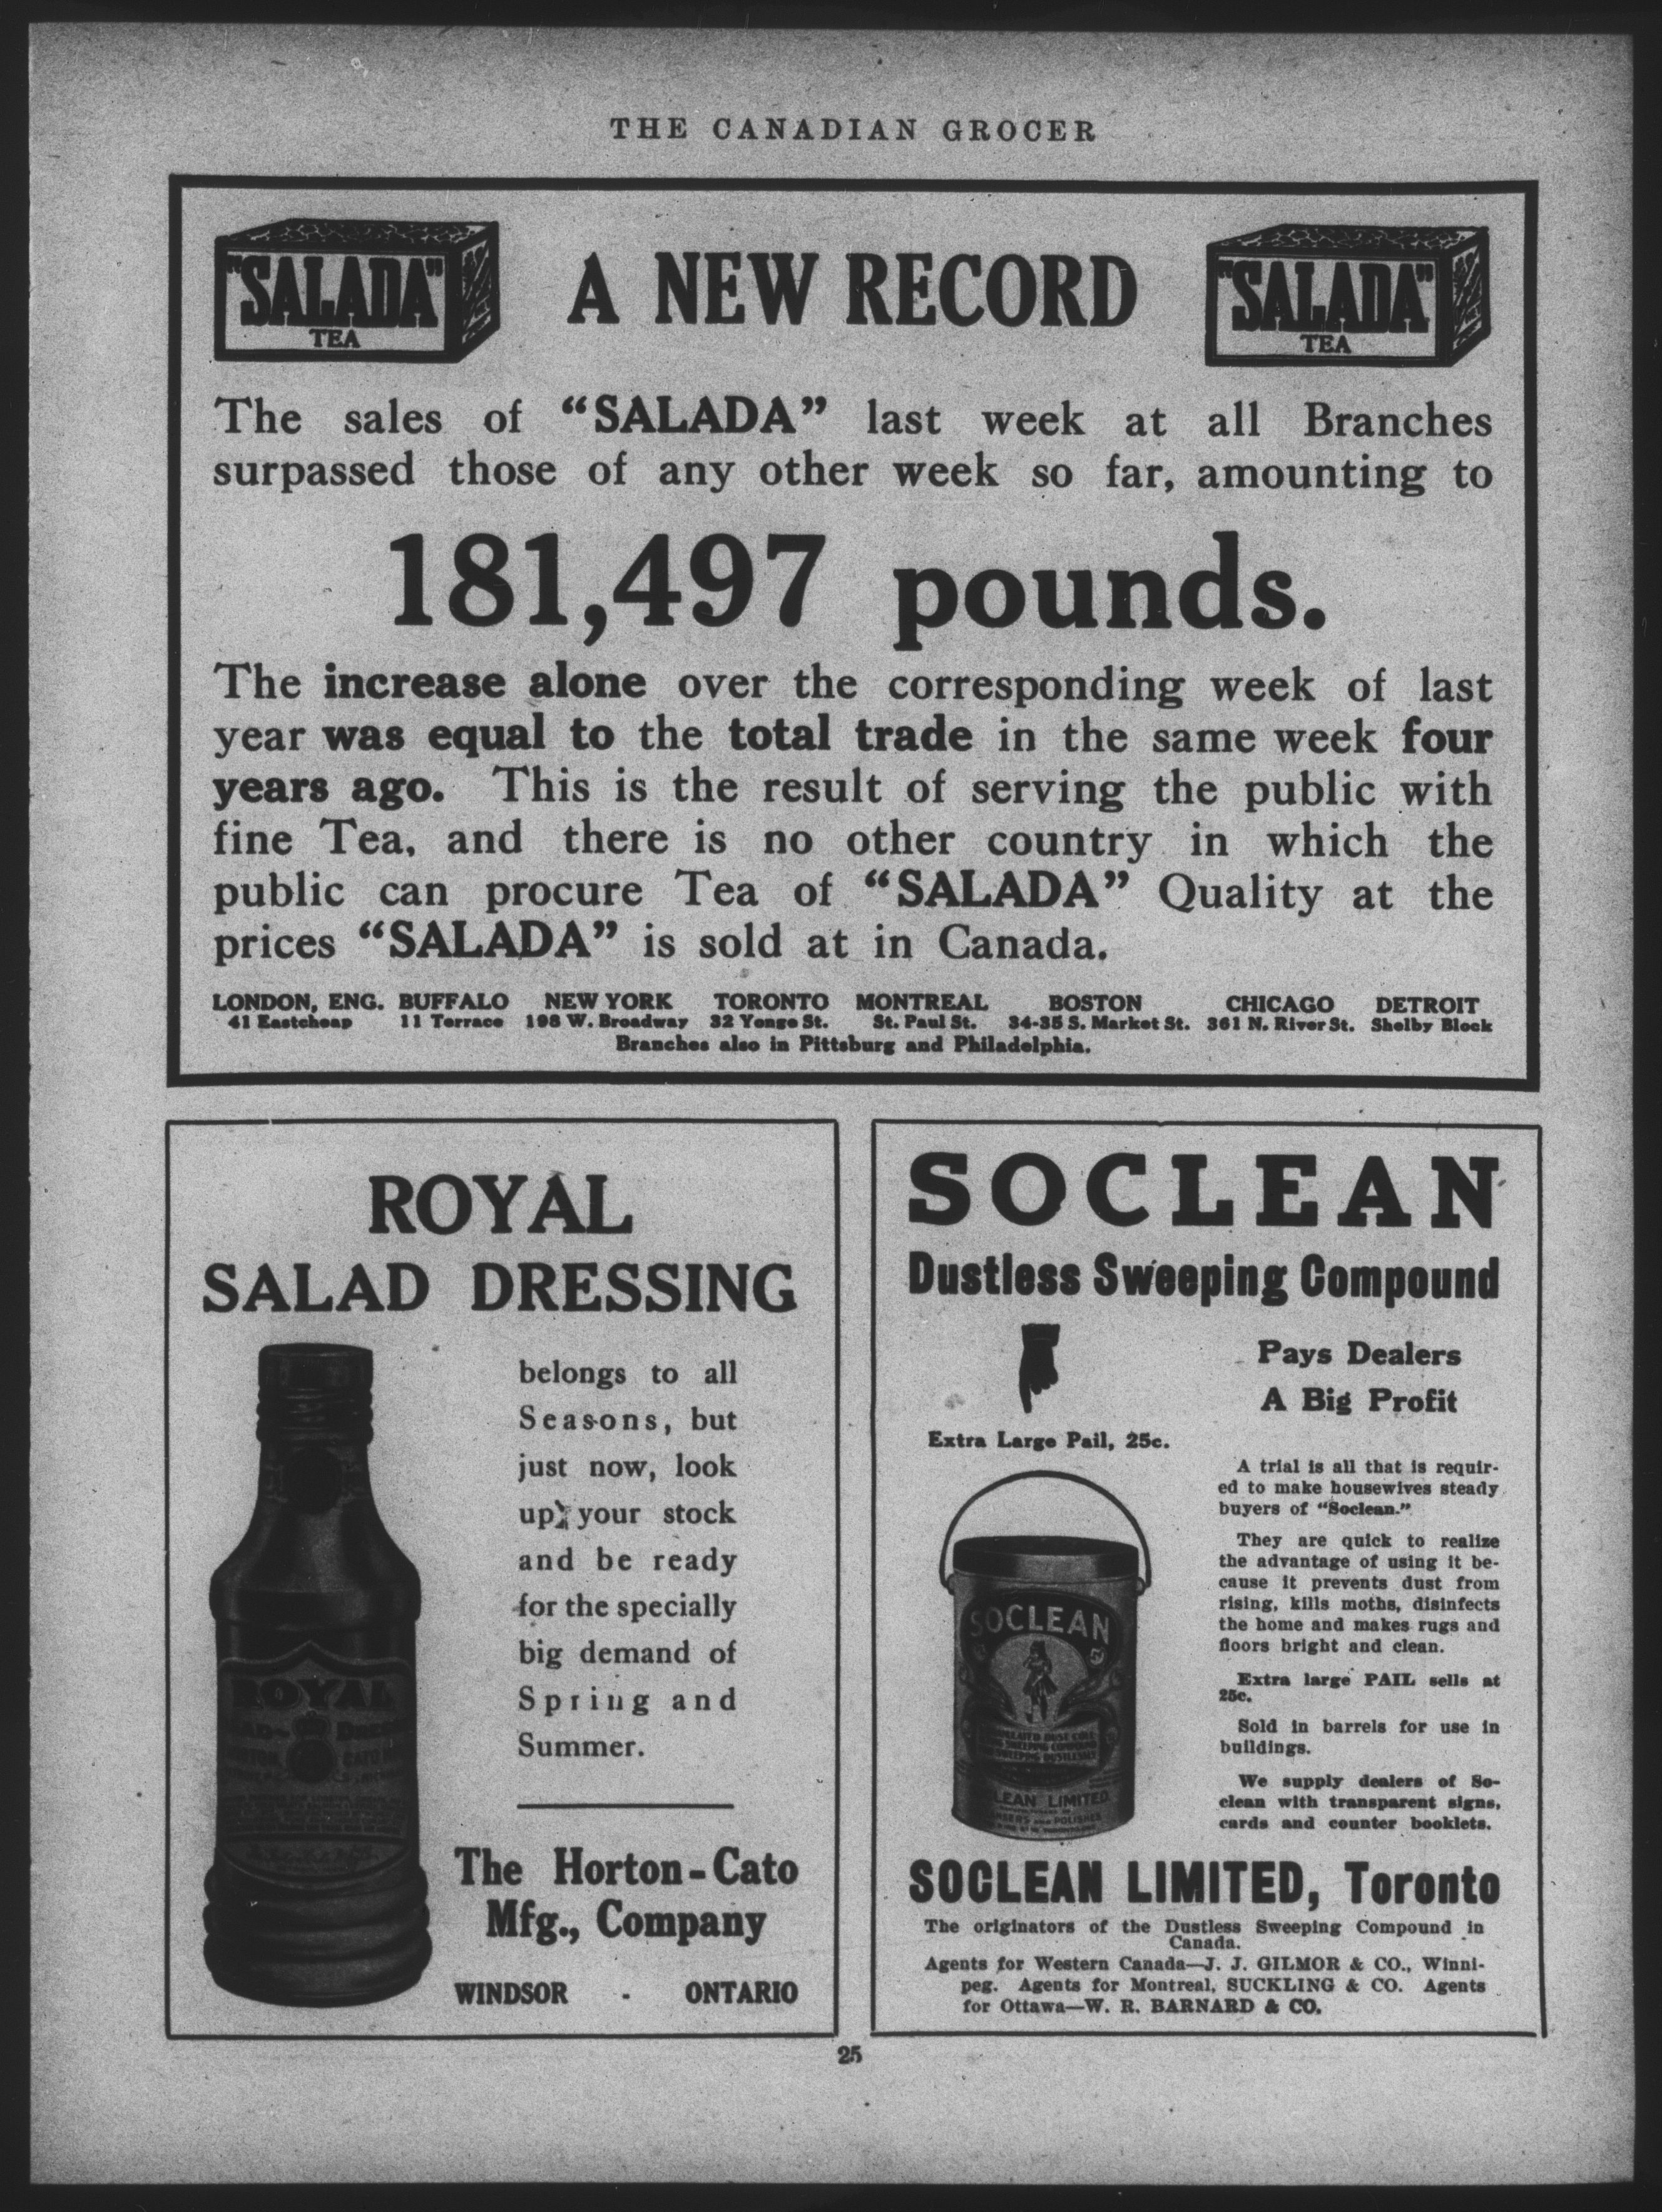 THE CANADIAN GROCER
"SALADA"
TEA
A NEW RECORD
"SALADA"
TEA
The sales of "SALADA" last week at all Branches
surpassed those of any other week so far, amounting to
181,497 pounds.
The increase alone over the corresponding week of last
year was equal to the total trade in the same week four
years ago. This is the result of serving the public with
fine Tea, and there is no other country in which the
public can procure Tea of "SALADA" Quality at the
prices "SALADA" is sold at in Canada.
LONDON, ENG. BUFFALO NEW YORK TORONTO MONTREAL BOSTON CHICAGO DETROIT
41 Eastcheap 11 Terrace 198 W. Broadway 32 Yonge St. St. Paul St. 34-35 S. Market St. 361 N. River St. Shelby Block
Branches also in Pittsburg and Philadelphia.
ROYAL
SALAD DRESSING
belongs to all
Seasons, but
just now, look
up your stock
and be ready
for the specially
big demand of
Spring and
Summer.
ROYAL
The Horton-Cato
Mfg., Company
WINDSOR - ONTARIO
SOCLEAN
Dustless Sweeping Compound
Extra Large Pail, 25c.
SOCLEAN
LEAN LIMITED
Pays Dealers
A Big Profit
A trial is all that is requir-
ed to make housewives steady
buyers of "Soclean."
They are quick to realize
the advantage of using it be-
cause it prevents dust from
rising, kills moths, disinfects
the home and makes rugs and
floors bright and clean.
Extra large PAIL sells at
25c.
Sold in barrels for use in
buildings.
We supply dealers of So-
clean with transparent signs,
cards and counter booklets.
SOCLEAN LIMITED, Toronto
The originators of the Dustless Sweeping Compound in
Canada.
Agents for Western Canada—J. J. GILMOR & CO., Winni-
peg. Agents for Montreal, SUCKLING & CO. Agents
for Ottawa—W. R. BARNARD & CO.
25